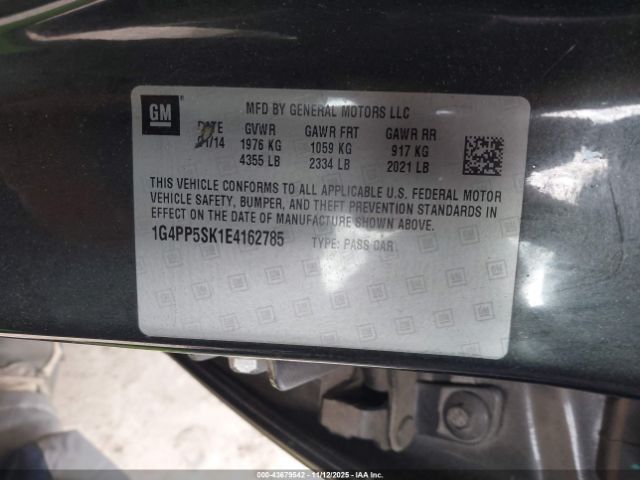 GM
MFD BY GENERAL MOTORS LLC
DATE GVWR GAWR FRT GAWR RR
01/14 1976 KG 1059 KG 917 KG
4355 LB 2334 LB 2021 LB
THIS VEHICLE CONFORMS TO ALL APPLICABLE U.S. FEDERAL MOTOR
VEHICLE SAFETY, BUMPER, AND THEFT PREVENTION STANDARDS IN
EFFECT ON THE DATE OF MANUFACTURE SHOWN ABOVE.
1G4PP5SK1E4162785 TYPE: PASS CAR
000-43679542 - 11/12/2025 - IAAI, Inc.